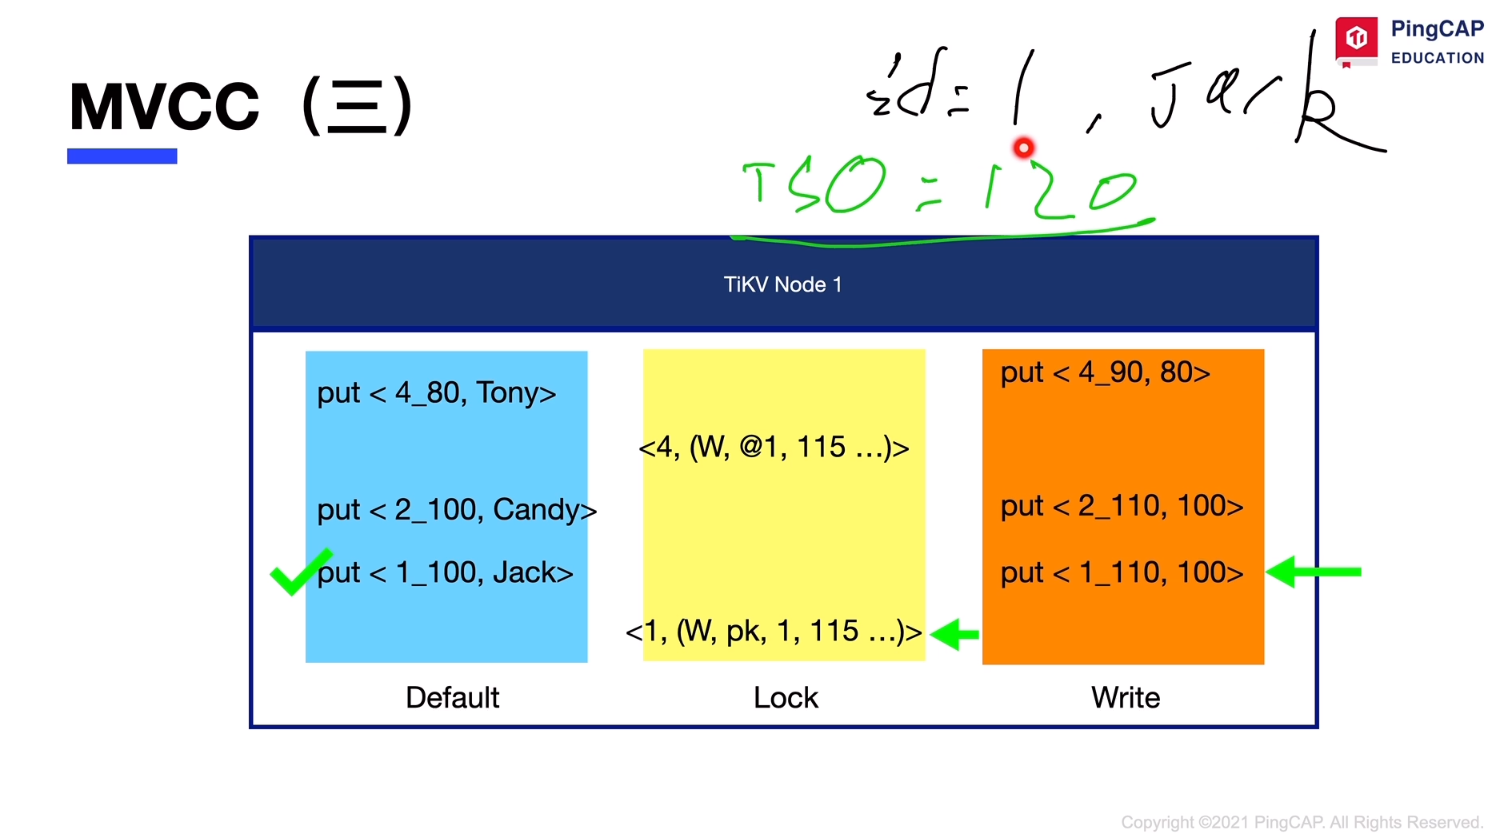 PingCAP
EDUCATION
MVCC（三）
id = 1, Jack
TSO = 120
TiKV Node 1
put < 4_80, Tony>
put < 2_100, Candy>
put < 1_100, Jack>
Default
<4, (W, @1, 115 ...)>
<1, (W, pk, 1, 115 ...)>
Lock
put < 4_90, 80>
put < 2_110, 100>
put < 1_110, 100>
Write
Copyright ©2021 PingCAP. All Rights Reserved.